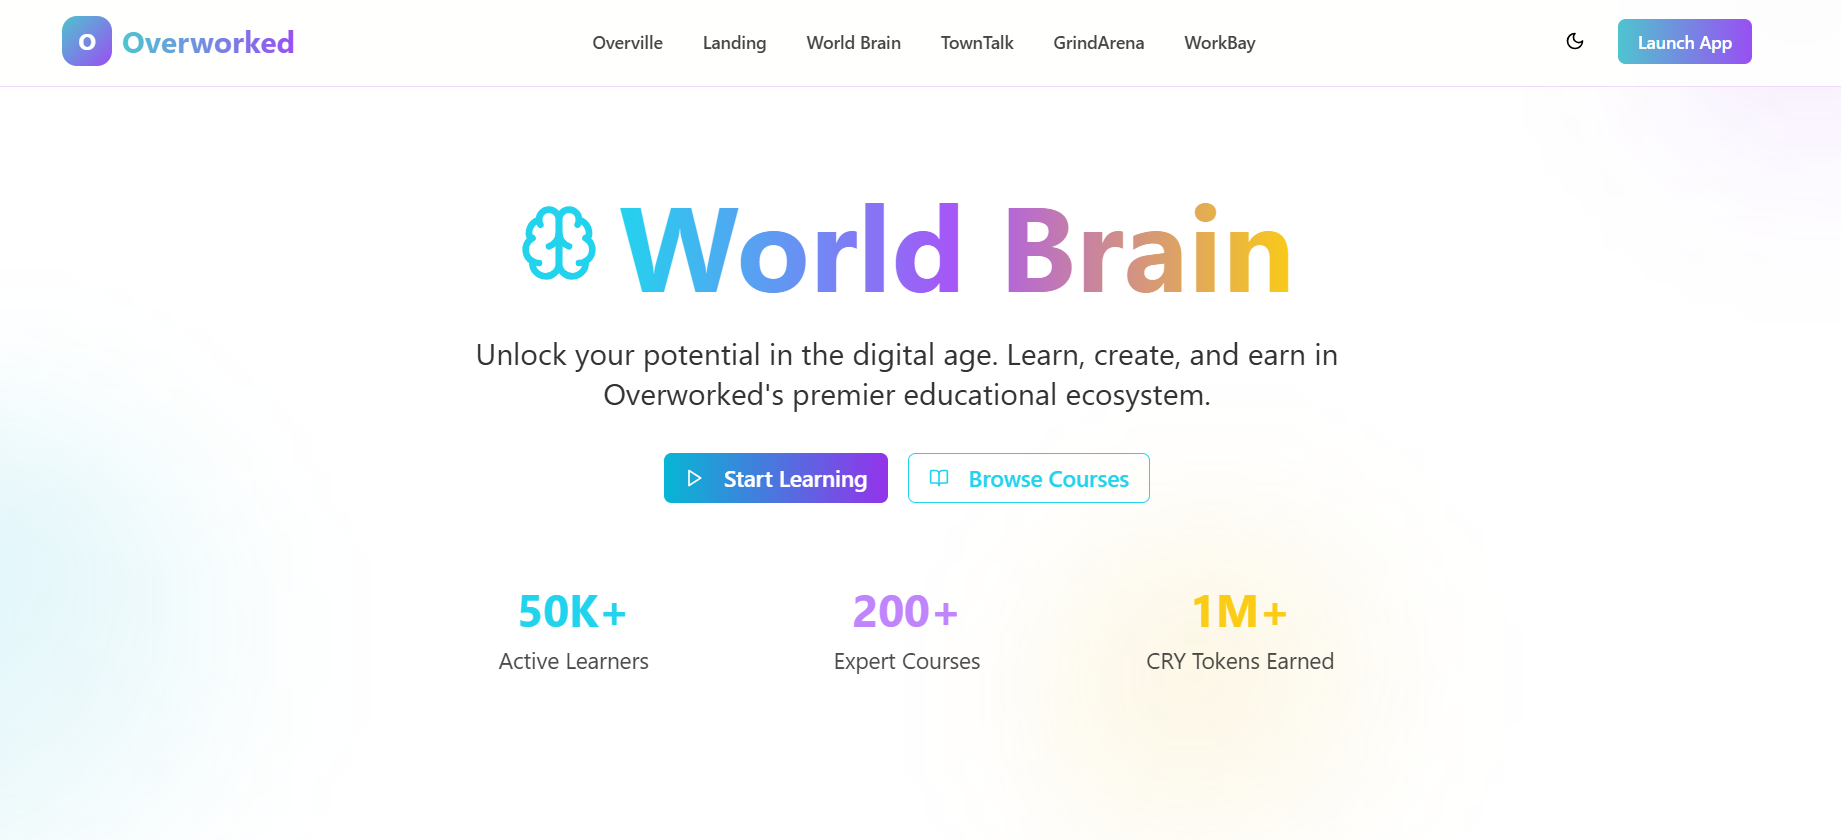 O Overworked
Overville Landing World Brain TownTalk GrindArena WorkBay
Launch App
World Brain
Unlock your potential in the digital age. Learn, create, and earn in
Overworked's premier educational ecosystem.
Start Learning
Browse Courses
50K+
Active Learners
200+
Expert Courses
1M+
CRY Tokens Earned